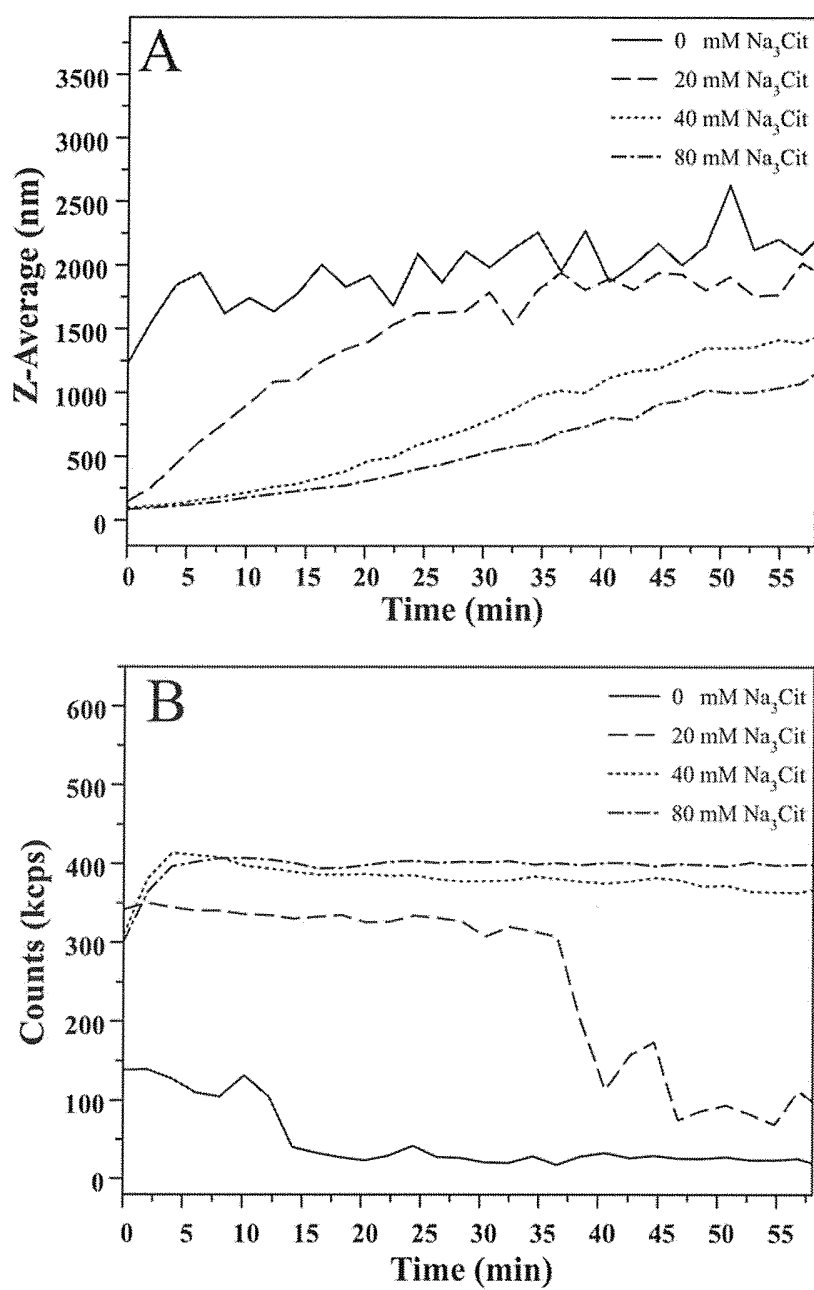 A
0 mM Na₃Cit
20 mM Na₃Cit
40 mM Na₃Cit
80 mM Na₃Cit
3500
3000
2500
2000
1500
1000
500
0
Z-Average (nm)
0 5 10 15 20 25 30 35 40 45 50 55
Time (min)
B
0 mM Na₃Cit
20 mM Na₃Cit
40 mM Na₃Cit
80 mM Na₃Cit
600
500
400
300
200
100
0
Counts (kcps)
0 5 10 15 20 25 30 35 40 45 50 55
Time (min)